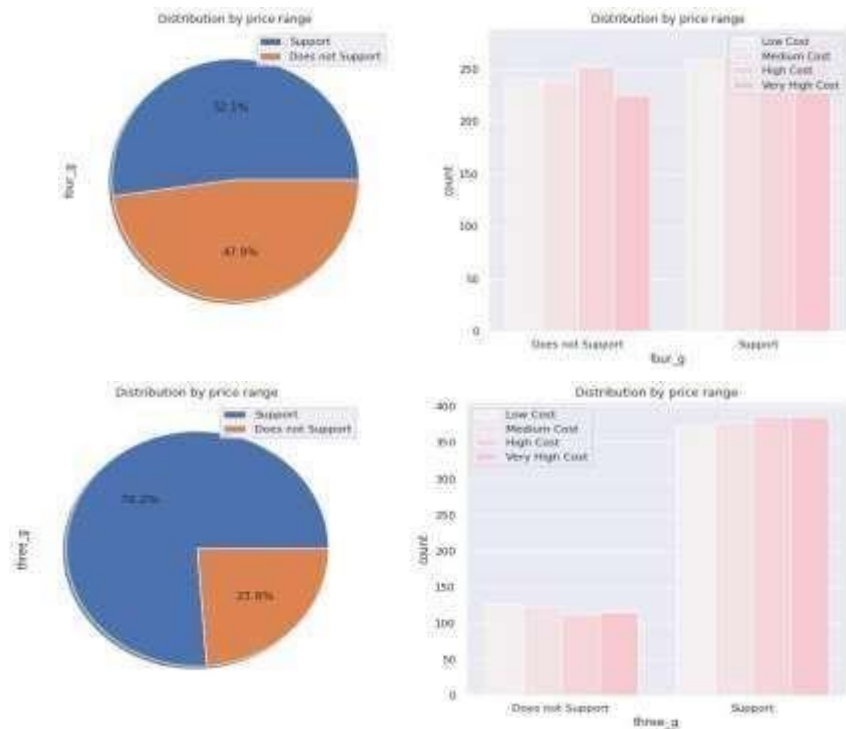 Distribution by price range
Support
Does not Support
52.1%
47.9%
four_g
Distribution by price range
Low Cost
Medium Cost
High Cost
Very High Cost
250
200
150
100
50
0
count
Does not Support
Support
four_g
Distribution by price range
Support
Does not Support
76.2%
23.8%
three_g
Distribution by price range
Low Cost
Medium Cost
High Cost
Very High Cost
400
350
300
250
200
150
100
50
0
count
Does not Support
Support
three_g